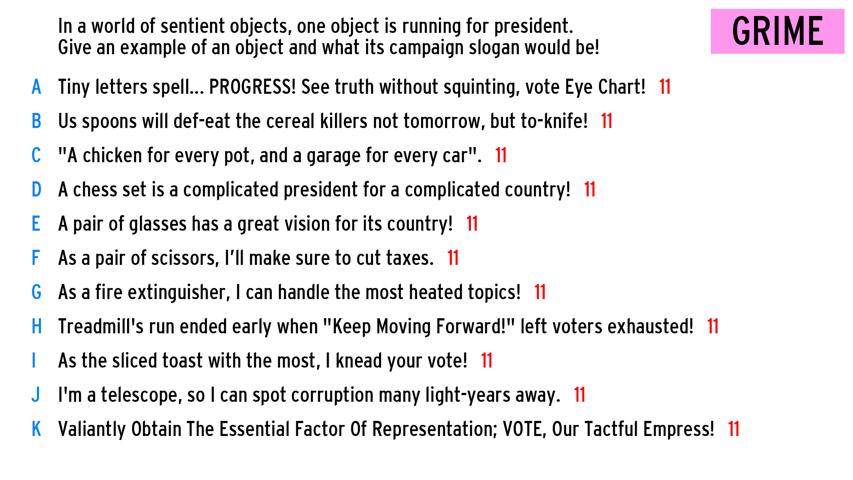 In a world of sentient objects, one object is running for president.
Give an example of an object and what its campaign slogan would be!
GRIME
A Tiny letters spell... PROGRESS! See truth without squinting, vote Eye Chart! 11
B Us spoons will def-eat the cereal killers not tomorrow, but to-knife! 11
C "A chicken for every pot, and a garage for every car". 11
D A chess set is a complicated president for a complicated country! 11
E A pair of glasses has a great vision for its country! 11
F As a pair of scissors, I'll make sure to cut taxes. 11
G As a fire extinguisher, I can handle the most heated topics! 11
H Treadmill's run ended early when "Keep Moving Forward!" left voters exhausted! 11
I As the sliced toast with the most, I knead your vote! 11
J I'm a telescope, so I can spot corruption many light-years away. 11
K Valiantly Obtain The Essential Factor Of Representation; VOTE, Our Tactful Empress! 11